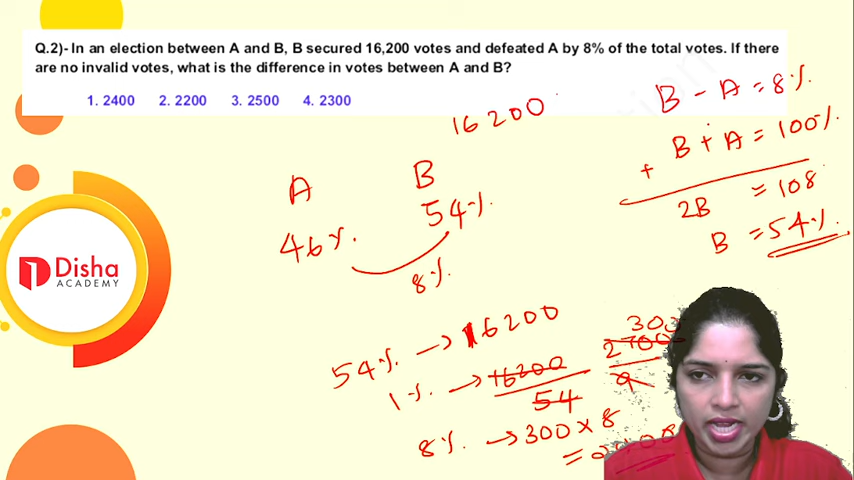 Q.2)- In an election between A and B, B secured 16,200 votes and defeated A by 8% of the total votes. If there
are no invalid votes, what is the difference in votes between A and B?
1. 2400 2. 2200 3. 2500 4. 2300
16200
B - A = 8%
+ B + A = 100%
2B = 108
B = 54%
A B
46% 54%
8%
Disha
ACADEMY
54% → 16200
1% → 16200/54 2700/9 300
8% → 300 × 8
=